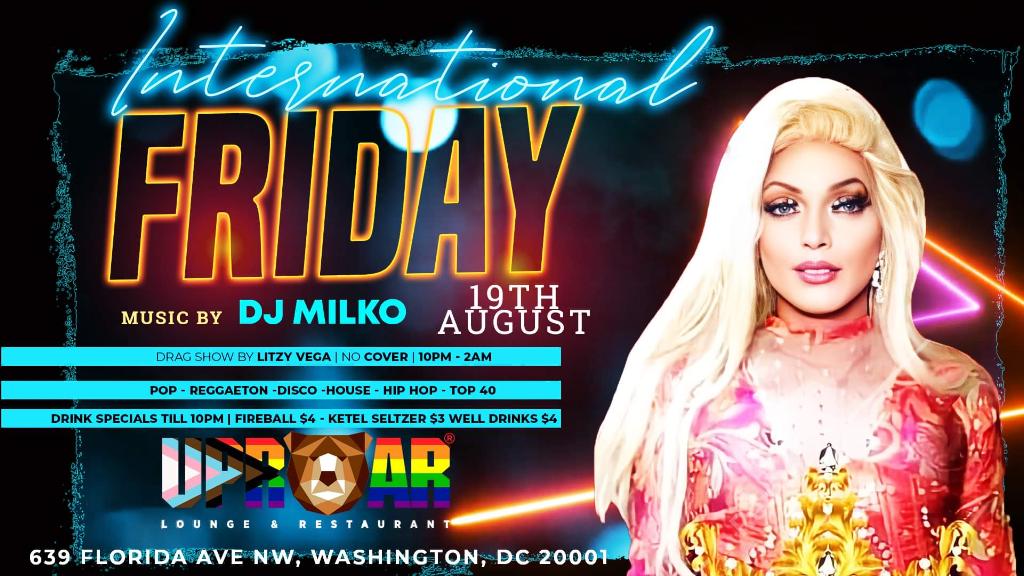 International
FRIDAY
MUSIC BY DJ MILKO
19TH
AUGUST
DRAG SHOW BY LITZY VEGA | NO COVER | 10PM - 2AM
POP - REGGAETON -DISCO -HOUSE - HIP HOP - TOP 40
DRINK SPECIALS TILL 10PM | FIREBALL $4 - KETEL SELTZER $3 WELL DRINKS $4
UPROAR®
LOUNGE & RESTAURANT
639 FLORIDA AVE NW, WASHINGTON, DC 20001